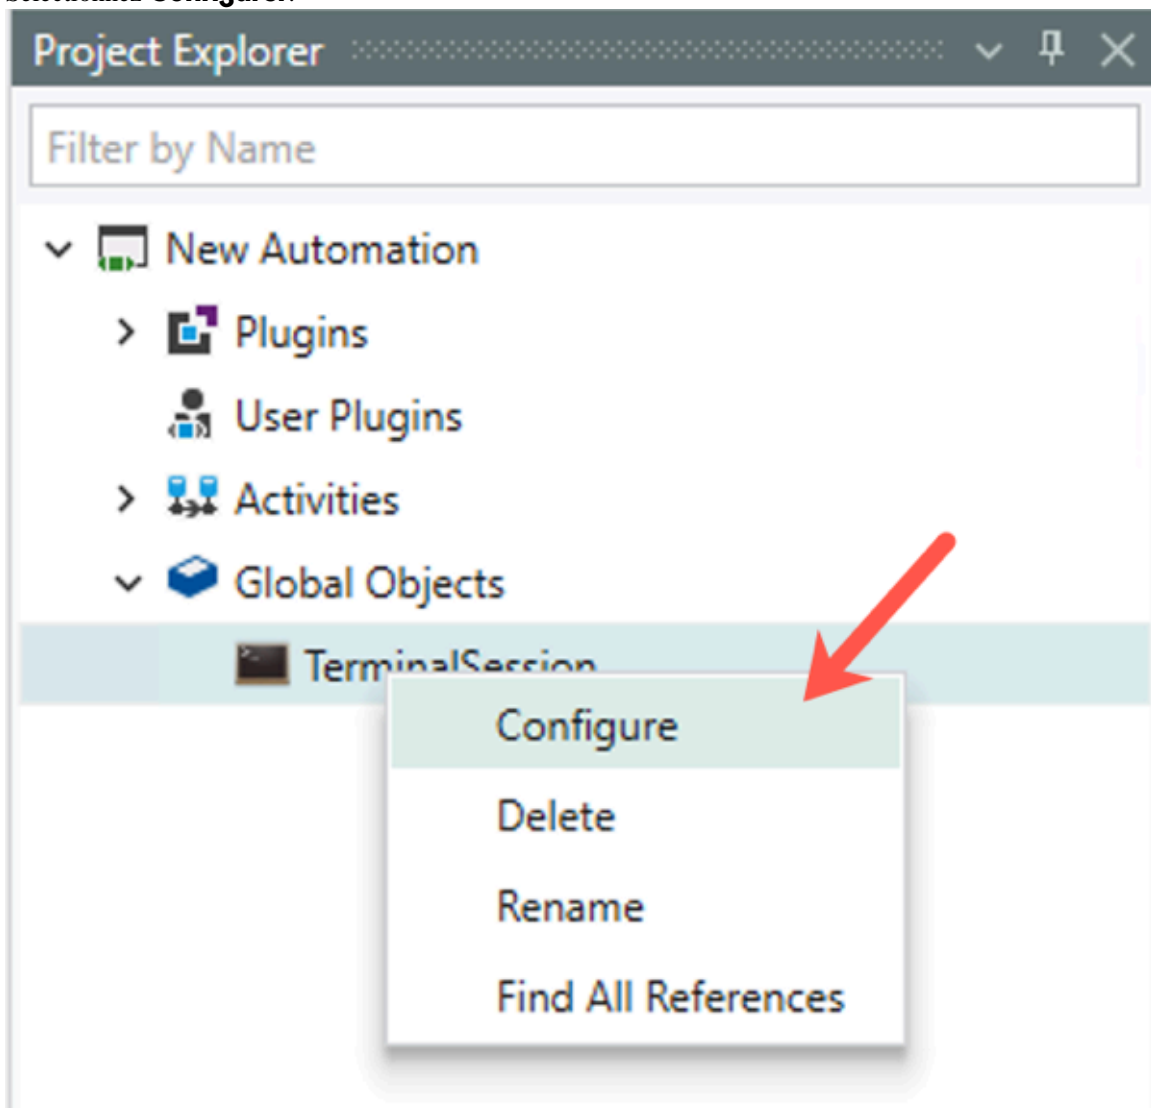 Project Explorer
Filter by Name
New Automation
Plugins
User Plugins
Activities
Global Objects
TerminalSession
Configure
Delete
Rename
Find All References